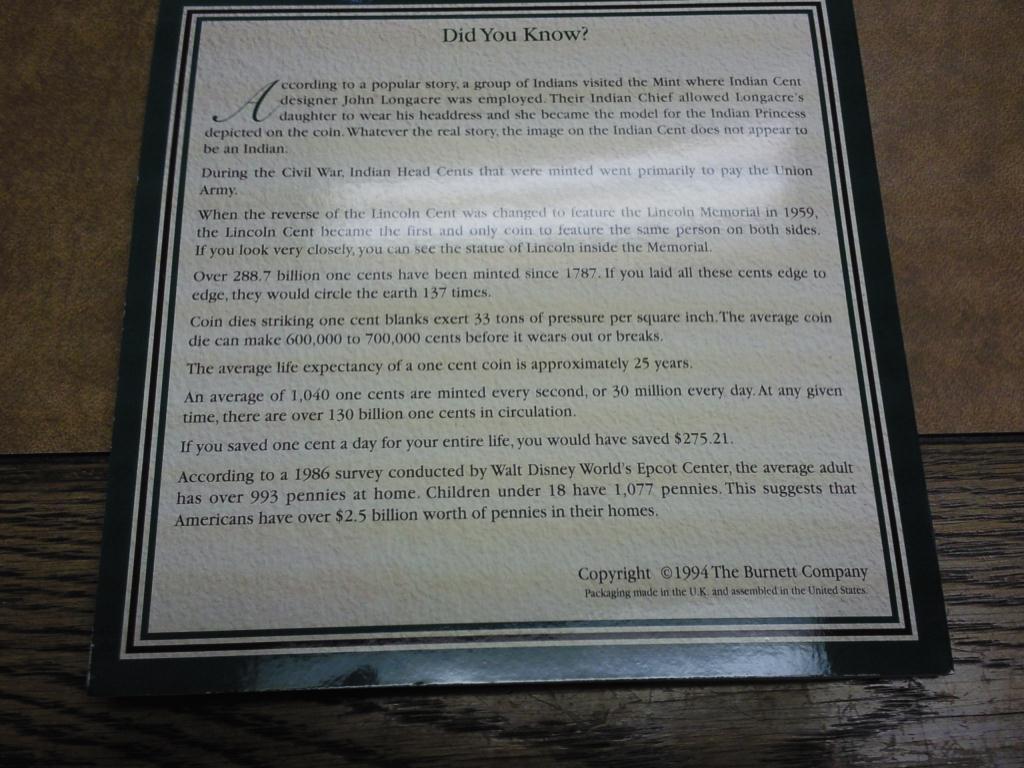 Did You Know?
According to a popular story, a group of Indians visited the Mint where Indian Cent
designer John Longacre was employed. Their Indian Chief allowed Longacre's
daughter to wear his headdress and she became the model for the Indian Princess
depicted on the coin. Whatever the real story, the image on the Indian Cent does not appear to
be an Indian.
During the Civil War, Indian Head Cents that were minted went primarily to pay the Union
Army.
When the reverse of the Lincoln Cent was changed to feature the Lincoln Memorial in 1959,
the Lincoln Cent became the first and only coin to feature the same person on both sides.
If you look very closely, you can see the statue of Lincoln inside the Memorial.
Over 288.7 billion one cents have been minted since 1787. If you laid all these cents edge to
edge, they would circle the earth 137 times.
Coin dies striking one cent blanks exert 33 tons of pressure per square inch. The average coin
die can make 600,000 to 700,000 cents before it wears out or breaks.
The average life expectancy of a one cent coin is approximately 25 years.
An average of 1,040 one cents are minted every second, or 30 million every day. At any given
time, there are over 130 billion one cents in circulation.
If you saved one cent a day for your entire life, you would have saved $275.21.
According to a 1986 survey conducted by Walt Disney World's Epcot Center, the average adult
has over 993 pennies at home. Children under 18 have 1,077 pennies. This suggests that
Americans have over $2.5 billion worth of pennies in their homes.
Copyright ©1994 The Burnett Company
Packaging made in the U.K. and assembled in the United States.